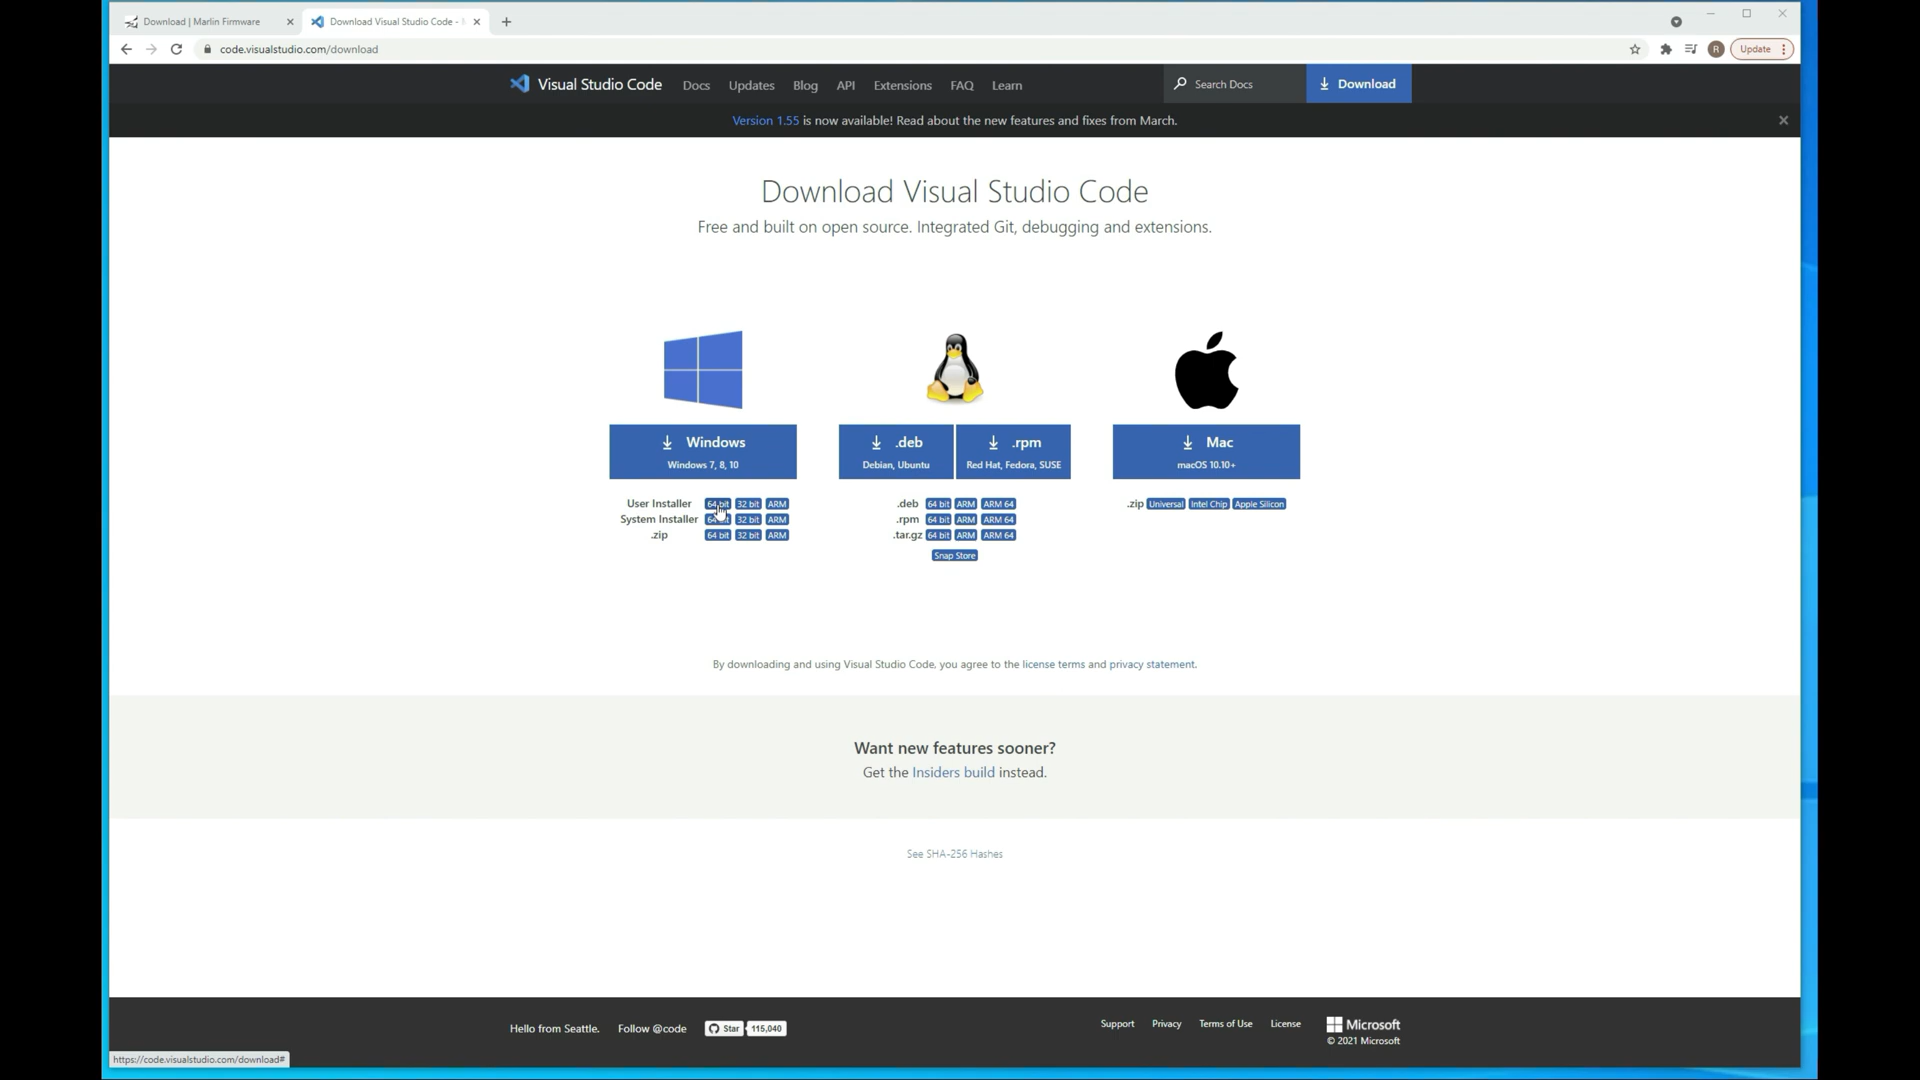 Download | Marlin Firmware
Download Visual Studio Code -
code.visualstudio.com/download
R
Update
Visual Studio Code
Docs
Updates
Blog
API
Extensions
FAQ
Learn
Search Docs
Download
Version 1.55 is now available! Read about the new features and fixes from March.
Download Visual Studio Code
Free and built on open source. Integrated Git, debugging and extensions.
Windows
Windows 7, 8, 10
.deb
Debian, Ubuntu
.rpm
Red Hat, Fedora, SUSE
Mac
macOS 10.10+
User Installer 64 bit 32 bit ARM
System Installer 64 bit 32 bit ARM
.zip 64 bit 32 bit ARM
.deb 64 bit ARM ARM 64
.rpm 64 bit ARM ARM 64
.tar.gz 64 bit ARM ARM 64
Snap Store
.zip Universal Intel Chip Apple Silicon
By downloading and using Visual Studio Code, you agree to the license terms and privacy statement.
Want new features sooner?
Get the Insiders build instead.
See SHA-256 Hashes
Hello from Seattle.
Follow @code
Star
115,040
Support
Privacy
Terms of Use
License
Microsoft
© 2021 Microsoft
https://code.visualstudio.com/download#